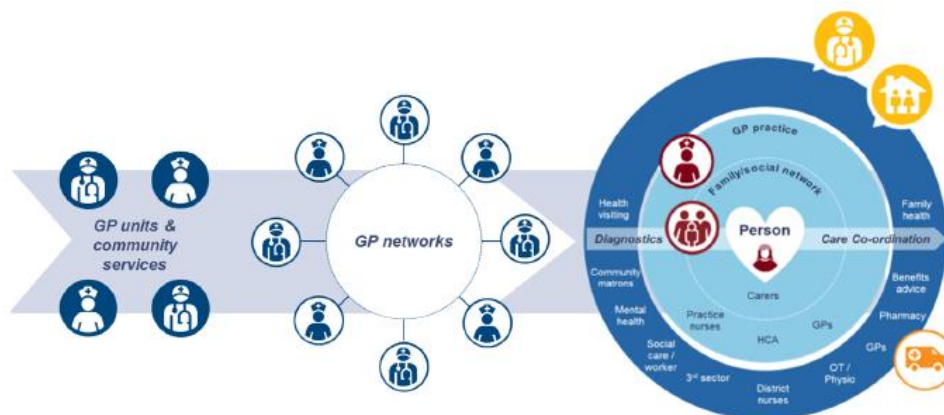 GP units &
community
services
GP networks
GP practice
Family/social network
Person
Carers
Practice
nurses
HCA
GPs
Diagnostics
Care Co-ordination
Health
visiting
Community
matrons
Mental
health
Social
care /
worker
3rd sector
District
nurses
OT /
Physio
GPs
Pharmacy
Benefits
advice
Family
health